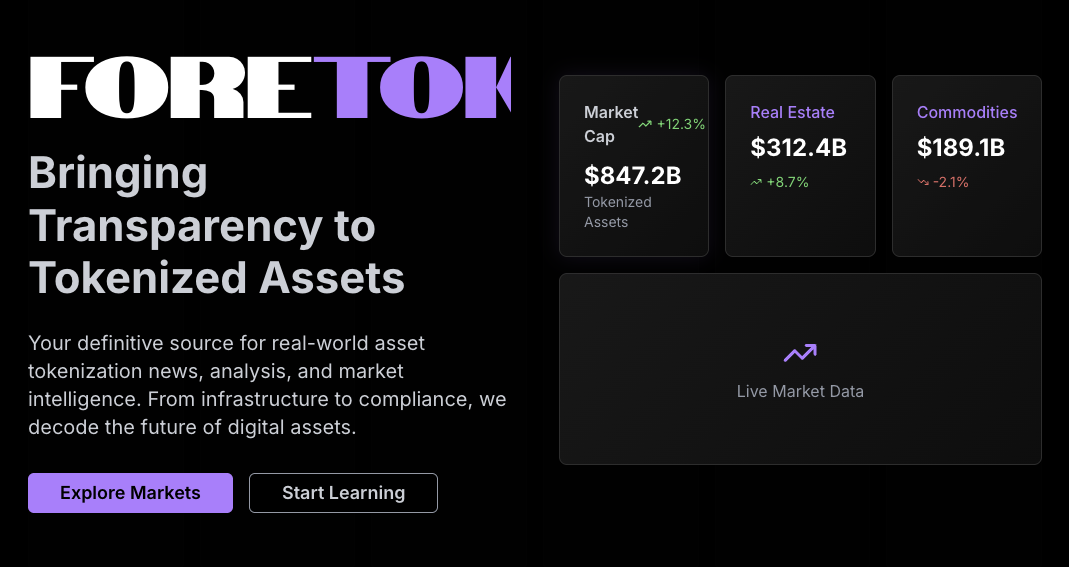 FORETOK
Bringing
Transparency to
Tokenized Assets
Your definitive source for real-world asset
tokenization news, analysis, and market
intelligence. From infrastructure to compliance, we
decode the future of digital assets.
Explore Markets
Start Learning
Market
Cap
+12.3%
$847.2B
Tokenized
Assets
Real Estate
$312.4B
+8.7%
Commodities
$189.1B
-2.1%
Live Market Data